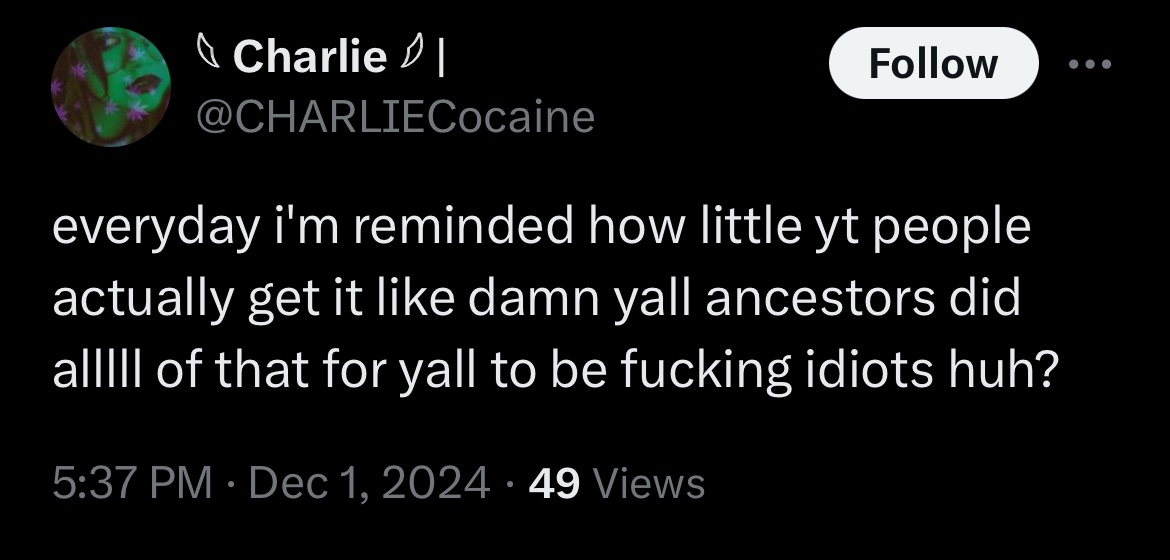 Charlie |
Follow
@CHARLIECocaine
everyday i'm reminded how little yt people
actually get it like damn yall ancestors did
alllll of that for yall to be fucking idiots huh?
5:37 PM · Dec 1, 2024 · 49 Views